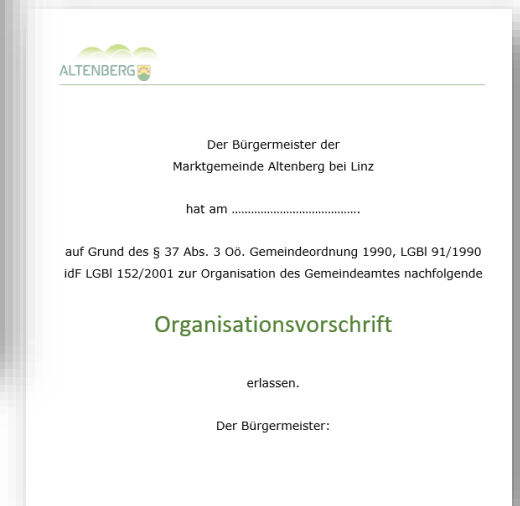 ALTENBERG
Der Bürgermeister der
Marktgemeinde Altenberg bei Linz
hat am ………………………………….
auf Grund des § 37 Abs. 3 Oö. Gemeindeordnung 1990, LGBl 91/1990
idF LGBl 152/2001 zur Organisation des Gemeindeamtes nachfolgende
Organisationsvorschrift
erlassen.
Der Bürgermeister: